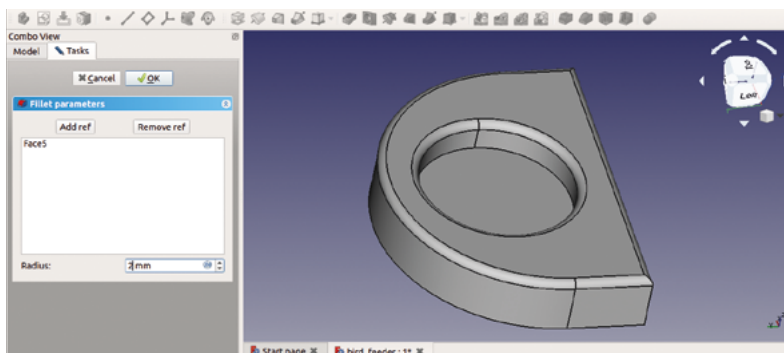 Combo View
Model Tasks
Cancel OK
Fillet parameters
Add ref Remove ref
Face5
Radius: 2 mm
Start page bird_feeder : 1*